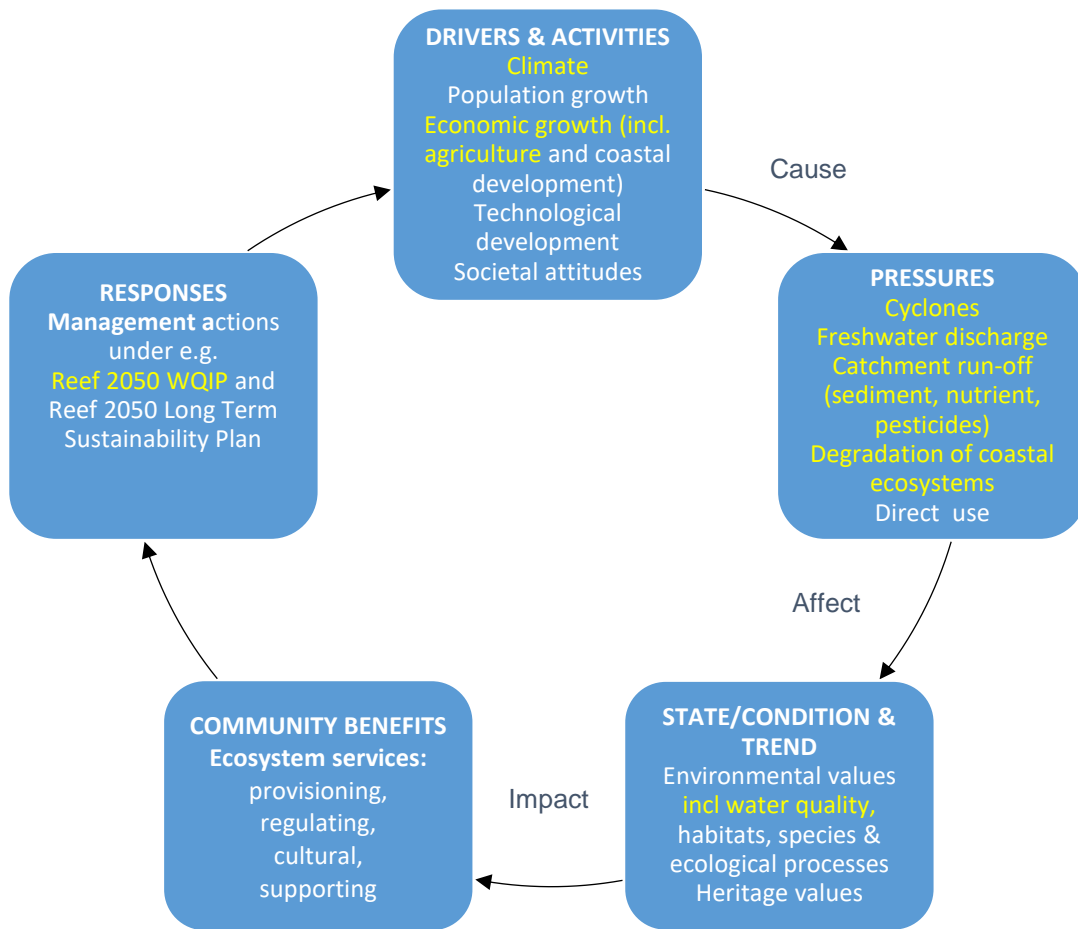 DRIVERS & ACTIVITIES
Climate
Population growth
Economic growth (incl.
agriculture and coastal
development)
Technological
development
Societal attitudes
Cause
PRESSURES
Cyclones
Freshwater discharge
Catchment run-off
(sediment, nutrient,
pesticides)
Degradation of coastal
ecosystems
Direct use
Affect
STATE/CONDITION &
TREND
Environmental values
incl water quality,
habitats, species &
ecological processes
Heritage values
Impact
COMMUNITY BENEFITS
Ecosystem services:
provisioning,
regulating,
cultural,
supporting
RESPONSES
Management actions
under e.g.
Reef 2050 WQIP and
Reef 2050 Long Term
Sustainability Plan